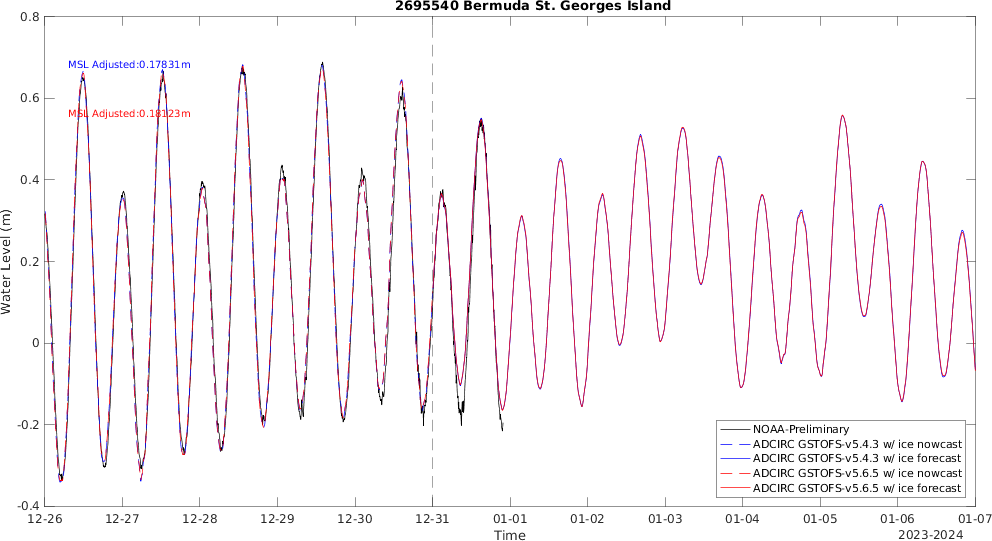 2695540 Bermuda St. Georges Island
0.8
0.6
0.4
0.2
0
-0.2
-0.4
Water Level (m)
MSL Adjusted:0.17831m
MSL Adjusted:0.18123m
NOAA-Preliminary
ADCIRC GSTOFS-v5.4.3 w/ ice nowcast
ADCIRC GSTOFS-v5.4.3 w/ ice forecast
ADCIRC GSTOFS-v5.6.5 w/ ice nowcast
ADCIRC GSTOFS-v5.6.5 w/ ice forecast
12-26 12-27 12-28 12-29 12-30 12-31 01-01 01-02 01-03 01-04 01-05 01-06 01-07
Time
2023-2024